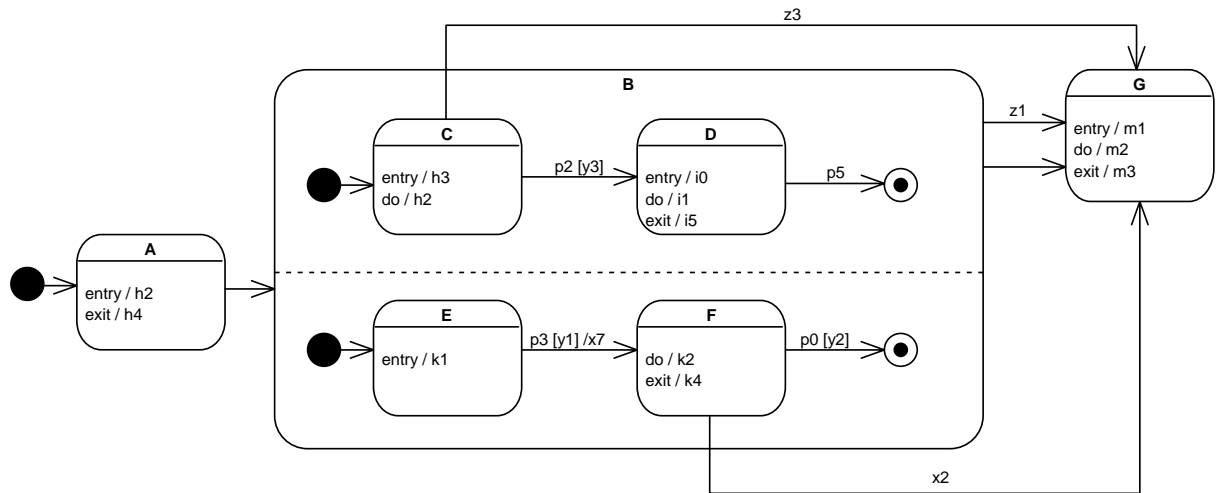 z3
B
G
z1
entry / m1
do / m2
exit / m3
C
entry / h3
do / h2
p2 [y3]
D
entry / i0
do / i1
exit / i5
p5
A
entry / h2
exit / h4
E
entry / k1
p3 [y1] /x7
F
do / k2
exit / k4
p0 [y2]
x2